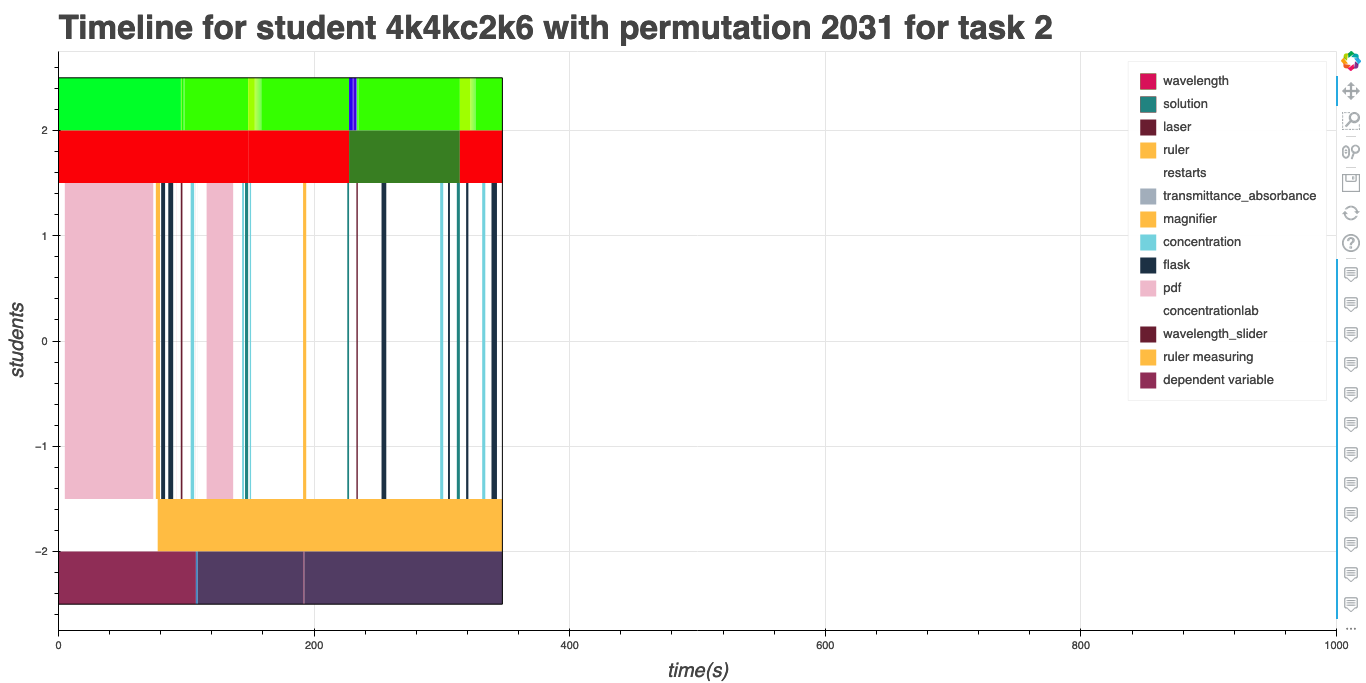 Timeline for student 4k4kc2k6 with permutation 2031 for task 2
wavelength
solution
laser
ruler
restarts
transmittance_absorbance
magnifier
concentration
flask
pdf
concentrationlab
wavelength_slider
ruler measuring
dependent variable
students
2
1
0
−1
−2
0
200
400
600
800
1000
time(s)